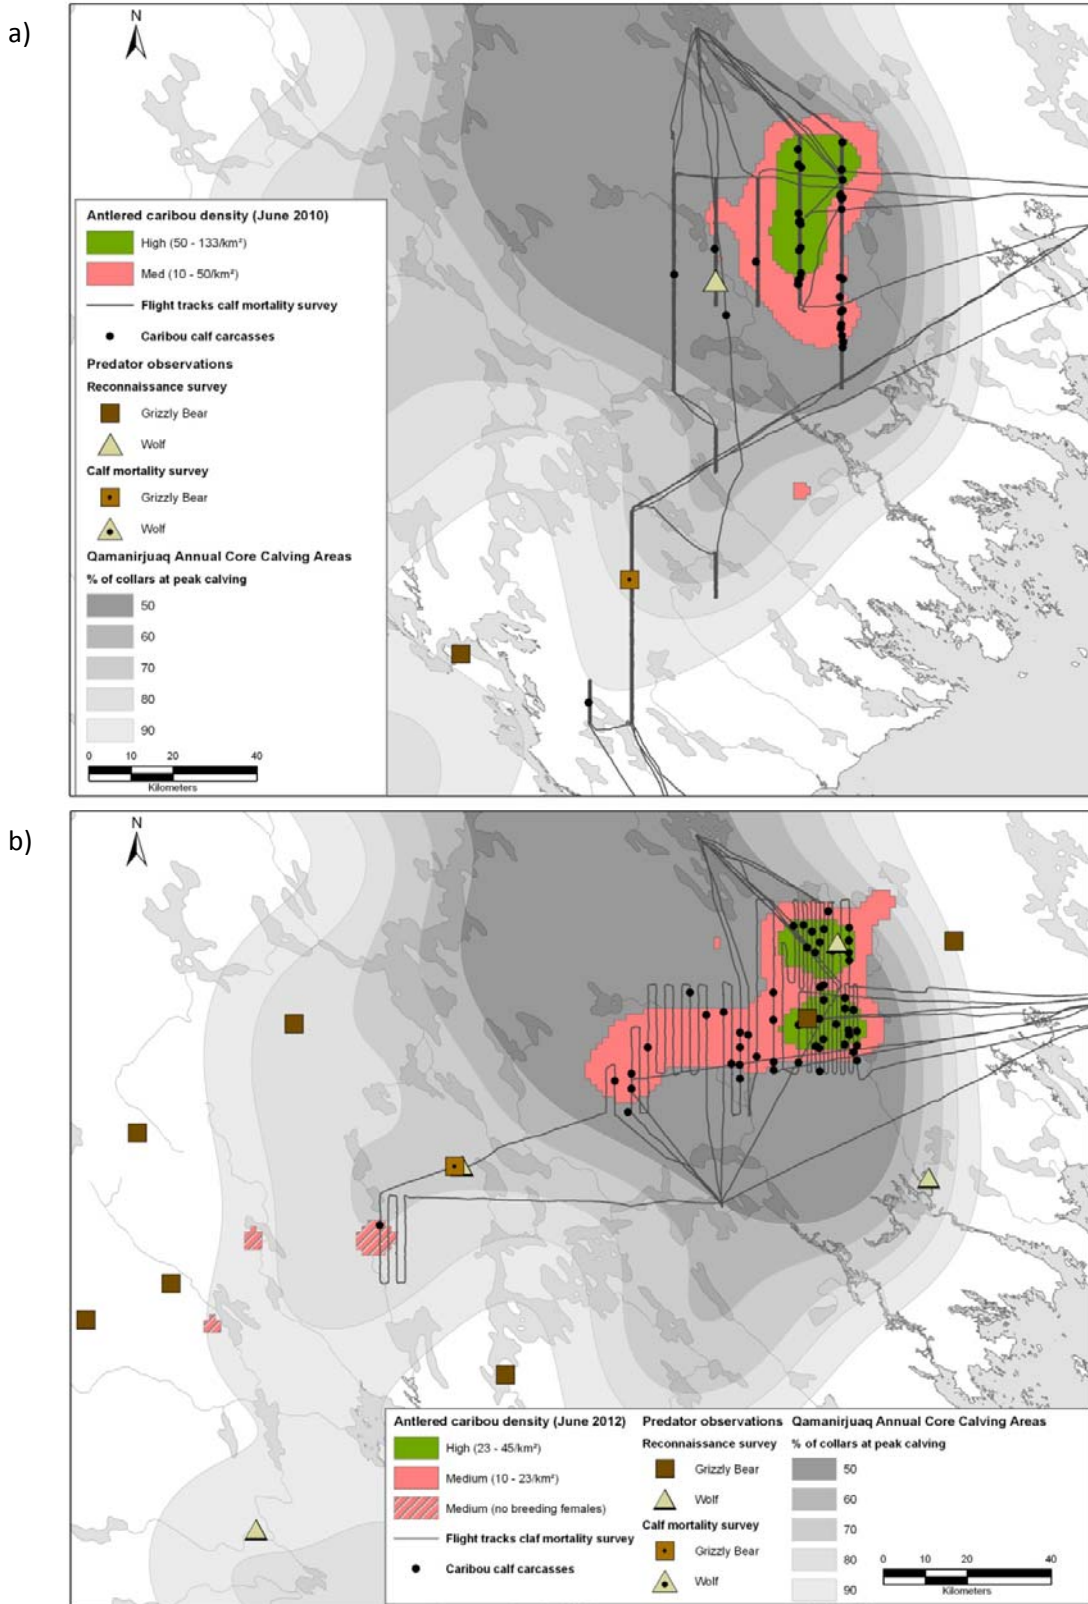 a)
N
Antlered caribou density (June 2010)
High (50 - 133/km²)
Med (10 - 50/km²)
Flight tracks calf mortality survey
Caribou calf carcasses
Predator observations
Reconnaissance survey
Grizzly Bear
Wolf
Calf mortality survey
Grizzly Bear
Wolf
Qamanirjuaq Annual Core Calving Areas
% of collars at peak calving
50
60
70
80
90
0 10 20 40
Kilometers
b)
N
Antlered caribou density (June 2012)
High (23 - 45/km²)
Medium (10 - 23/km²)
Medium (no breeding females)
Flight tracks claf mortality survey
Caribou calf carcasses
Predator observations
Reconnaissance survey
Grizzly Bear
Wolf
Calf mortality survey
Grizzly Bear
Wolf
Qamanirjuaq Annual Core Calving Areas
% of collars at peak calving
50
60
70
80
90
0 10 20 40
Kilometers